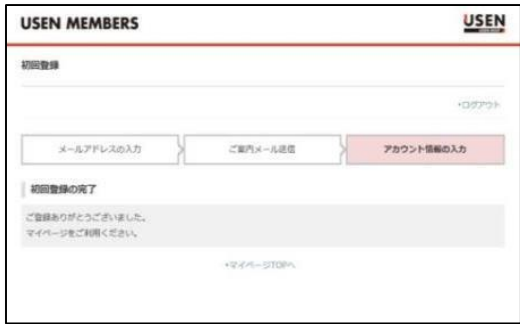 USEN MEMBERS
USEN
初回登録
ログアウト
メールアドレスの入力
ご案内メール送信
アカウント情報の入力
初回登録の完了
ご登録ありがとうございました。
マイページをご利用ください。
マイページTOPへ